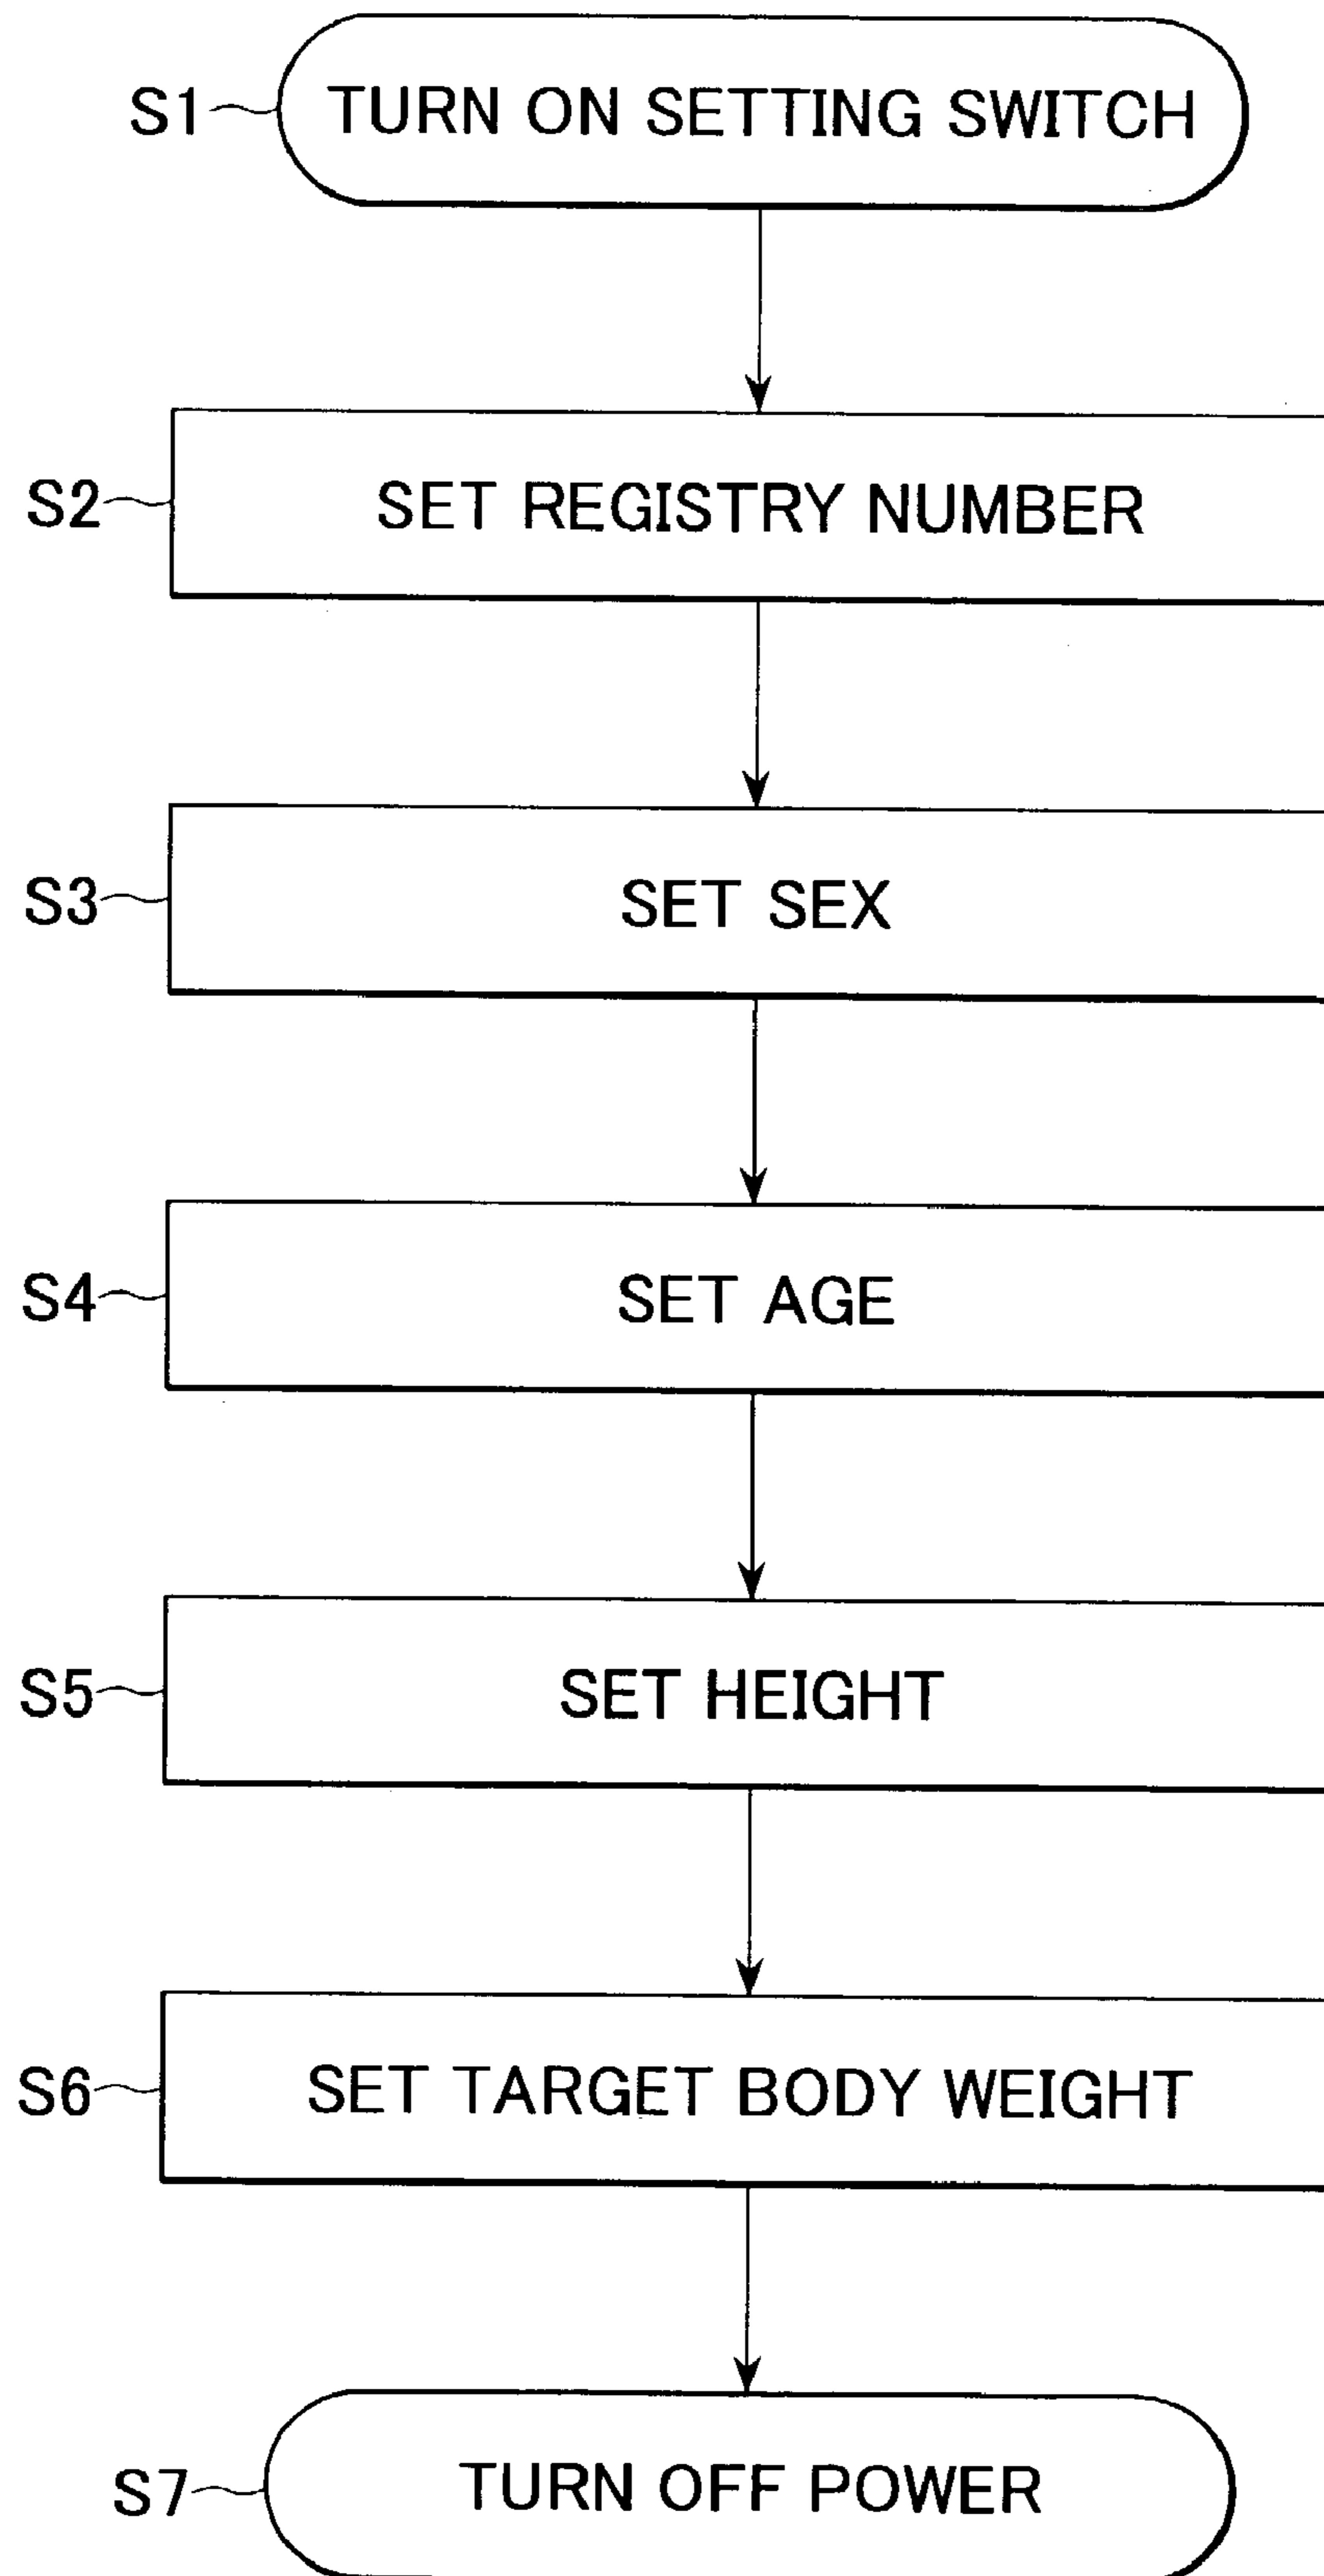 S1 TURN ON SETTING SWITCH
S2 SET REGISTRY NUMBER
S3 SET SEX
S4 SET AGE
S5 SET HEIGHT
S6 SET TARGET BODY WEIGHT
S7 TURN OFF POWER